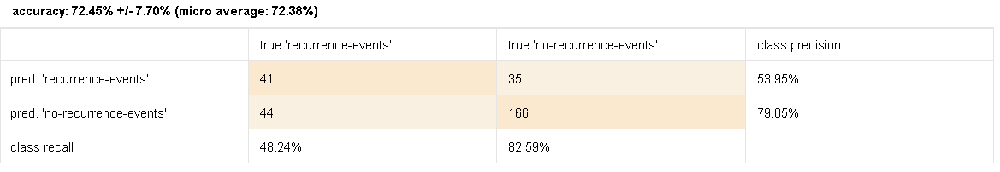 accuracy: 72.45% +/- 7.70% (micro average: 72.38%)
true 'recurrence-events' true 'no-recurrence-events' class precision
pred. 'recurrence-events' 41 35 53.95%
pred. 'no-recurrence-events' 44 166 79.05%
class recall 48.24% 82.59%